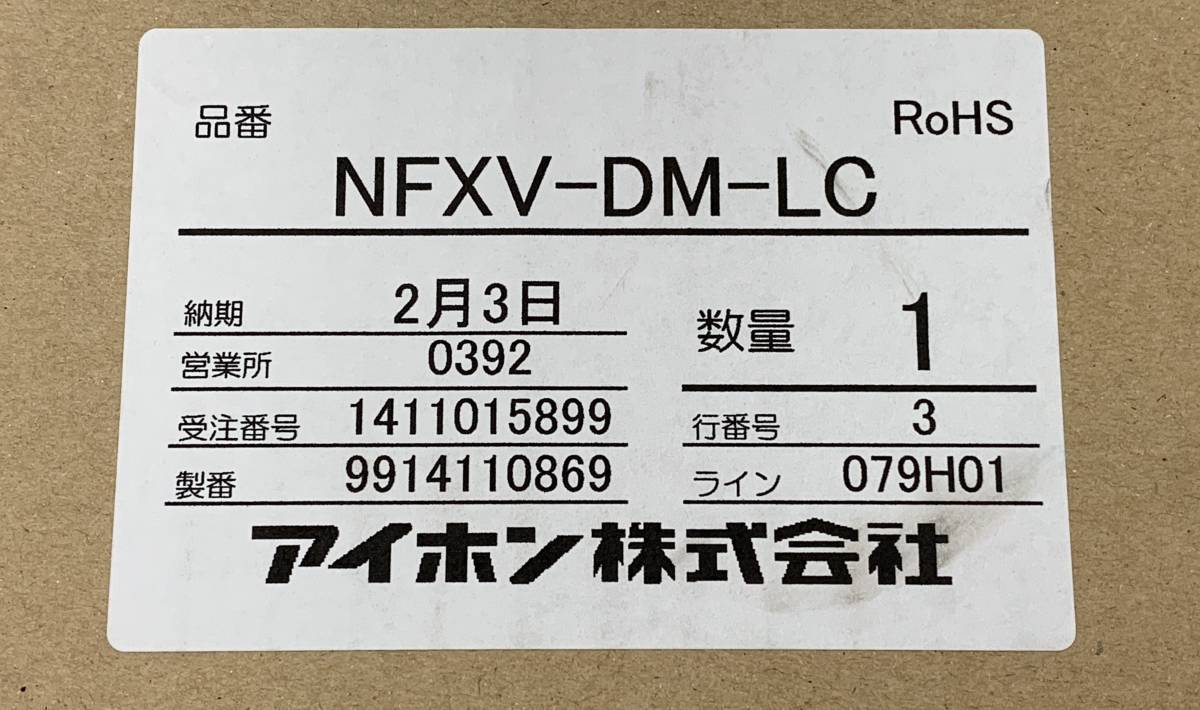 品番 RoHS
NFXV-DM-LC
納期 2月3日
営業所 0392
数量 1
受注番号 1411015899
行番号 3
製番 9914110869
ライン 079H01
アイホン株式会社